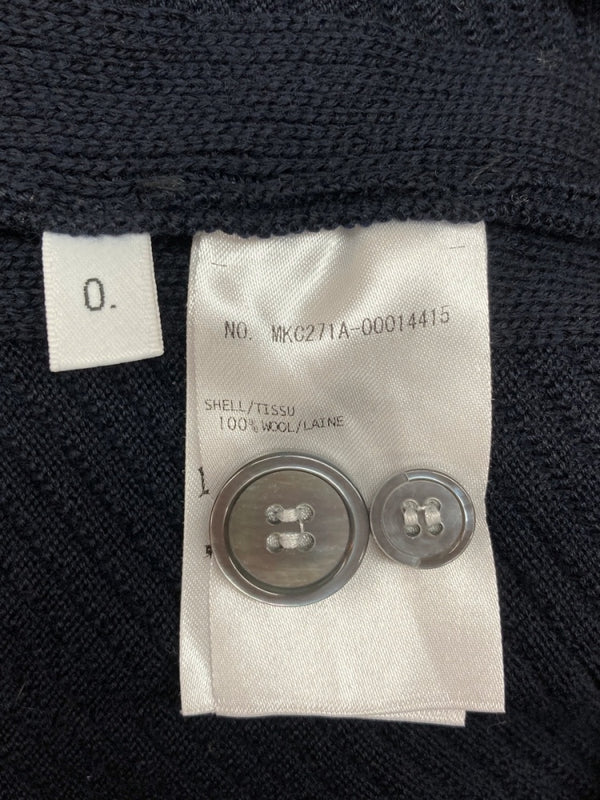 0.
NO. MKC271A-00014415
SHELL/TISSU
100% WOOL/LAINE